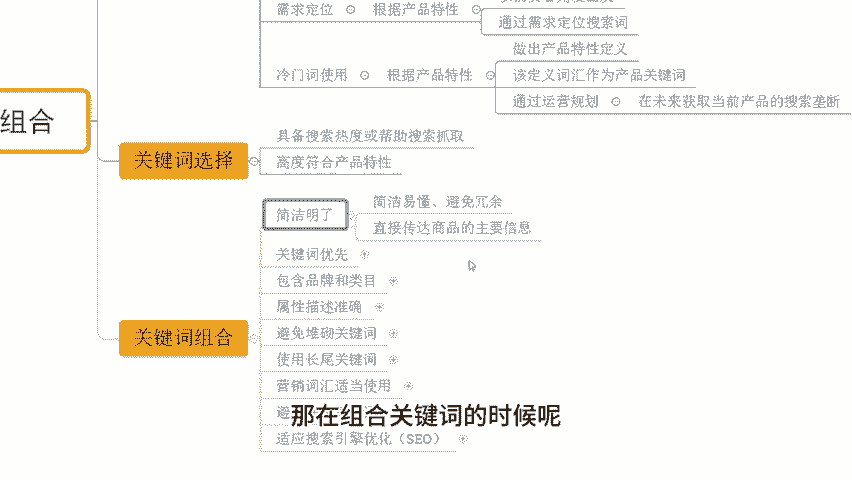 需求定位
根据产品特性
通过需求定位搜索词
做出产品特性定义
冷门词使用
根据产品特性
该定义词汇作为产品关键词
通过运营规划
在未来获取当前产品的搜索垄断
组合
关键词选择
具备搜索热度或帮助搜索抓取
高度符合产品特性
简洁明了
简洁易懂、避免冗余
直接传达商品的主要信息
关键词优先
包含品牌和类目
属性描述准确
避免堆砌关键词
关键词组合
使用长尾关键词
营销词汇适当使用
避
那在组合关键词的时候呢
适应搜索引擎优化（SEO）